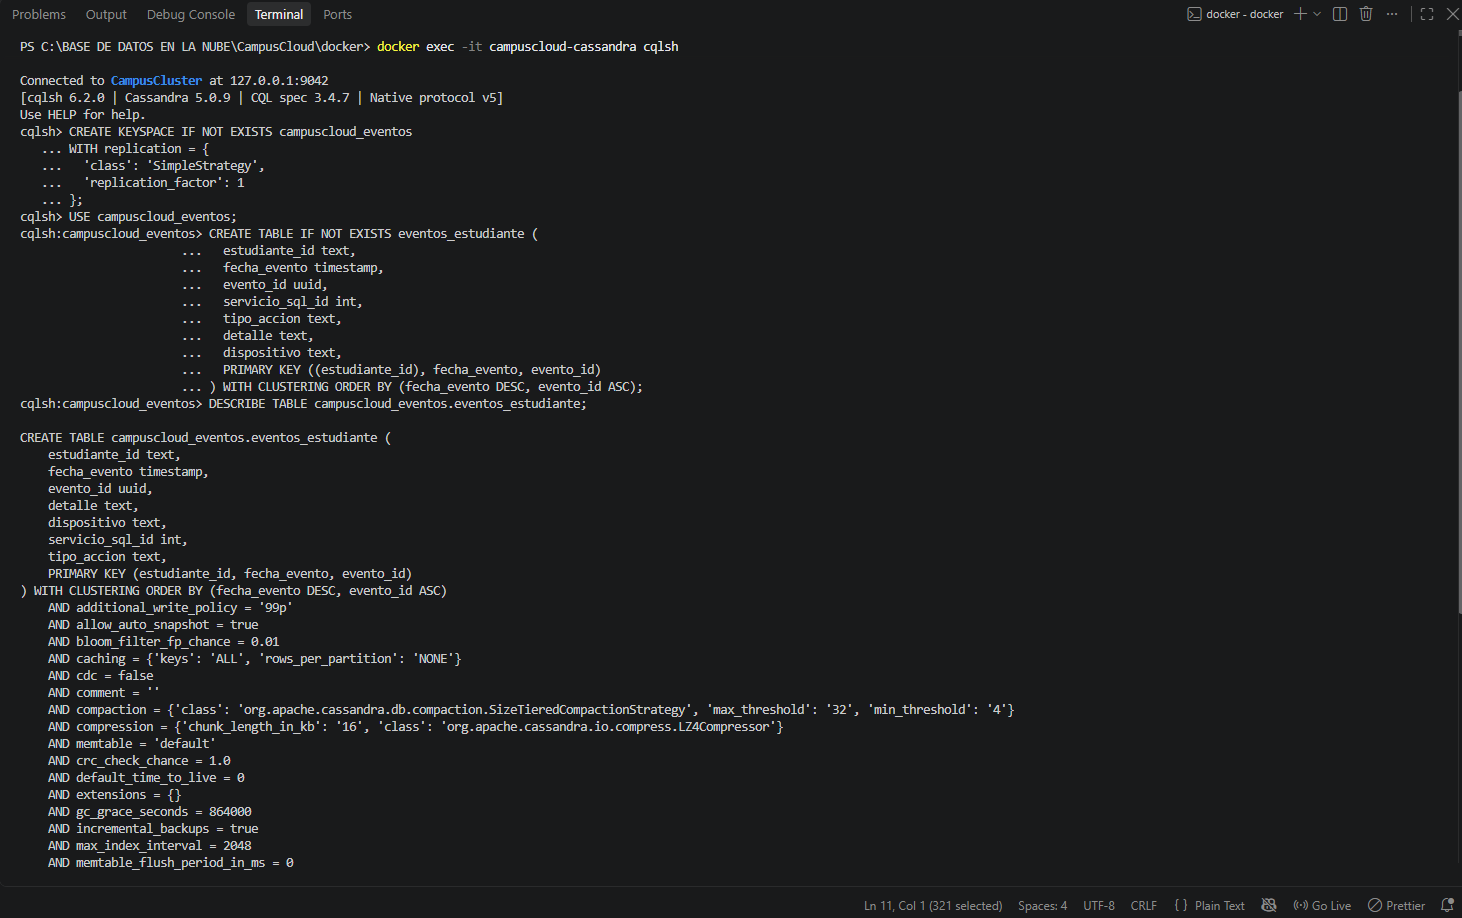 Problems Output Debug Console Terminal Ports docker - docker
PS C:\BASE DE DATOS EN LA NUBE\CampusCloud\docker> docker exec -it campuscloud-cassandra cqlsh
Connected to CampusCluster at 127.0.0.1:9042
[cqlsh 6.2.0 | Cassandra 5.0.9 | CQL spec 3.4.7 | Native protocol v5]
Use HELP for help.
cqlsh> CREATE KEYSPACE IF NOT EXISTS campuscloud_eventos
   ... WITH replication = {
   ...   'class': 'SimpleStrategy',
   ...   'replication_factor': 1
   ... };
cqlsh> USE campuscloud_eventos;
cqlsh:campuscloud_eventos> CREATE TABLE IF NOT EXISTS eventos_estudiante (
                       ...   estudiante_id text,
                       ...   fecha_evento timestamp,
                       ...   evento_id uuid,
                       ...   servicio_sql_id int,
                       ...   tipo_accion text,
                       ...   detalle text,
                       ...   dispositivo text,
                       ...   PRIMARY KEY ((estudiante_id), fecha_evento, evento_id)
                       ... ) WITH CLUSTERING ORDER BY (fecha_evento DESC, evento_id ASC);
cqlsh:campuscloud_eventos> DESCRIBE TABLE campuscloud_eventos.eventos_estudiante;
CREATE TABLE campuscloud_eventos.eventos_estudiante (
    estudiante_id text,
    fecha_evento timestamp,
    evento_id uuid,
    detalle text,
    dispositivo text,
    servicio_sql_id int,
    tipo_accion text,
    PRIMARY KEY (estudiante_id, fecha_evento, evento_id)
) WITH CLUSTERING ORDER BY (fecha_evento DESC, evento_id ASC)
    AND additional_write_policy = '99p'
    AND allow_auto_snapshot = true
    AND bloom_filter_fp_chance = 0.01
    AND caching = {'keys': 'ALL', 'rows_per_partition': 'NONE'}
    AND cdc = false
    AND comment = ''
    AND compaction = {'class': 'org.apache.cassandra.db.compaction.SizeTieredCompactionStrategy', 'max_threshold': '32', 'min_threshold': '4'}
    AND compression = {'chunk_length_in_kb': '16', 'class': 'org.apache.cassandra.io.compress.LZ4Compressor'}
    AND memtable = 'default'
    AND crc_check_chance = 1.0
    AND default_time_to_live = 0
    AND extensions = {}
    AND gc_grace_seconds = 864000
    AND incremental_backups = true
    AND max_index_interval = 2048
    AND memtable_flush_period_in_ms = 0
Ln 11, Col 1 (321 selected) Spaces: 4 UTF-8 CRLF { } Plain Text Go Live Prettier